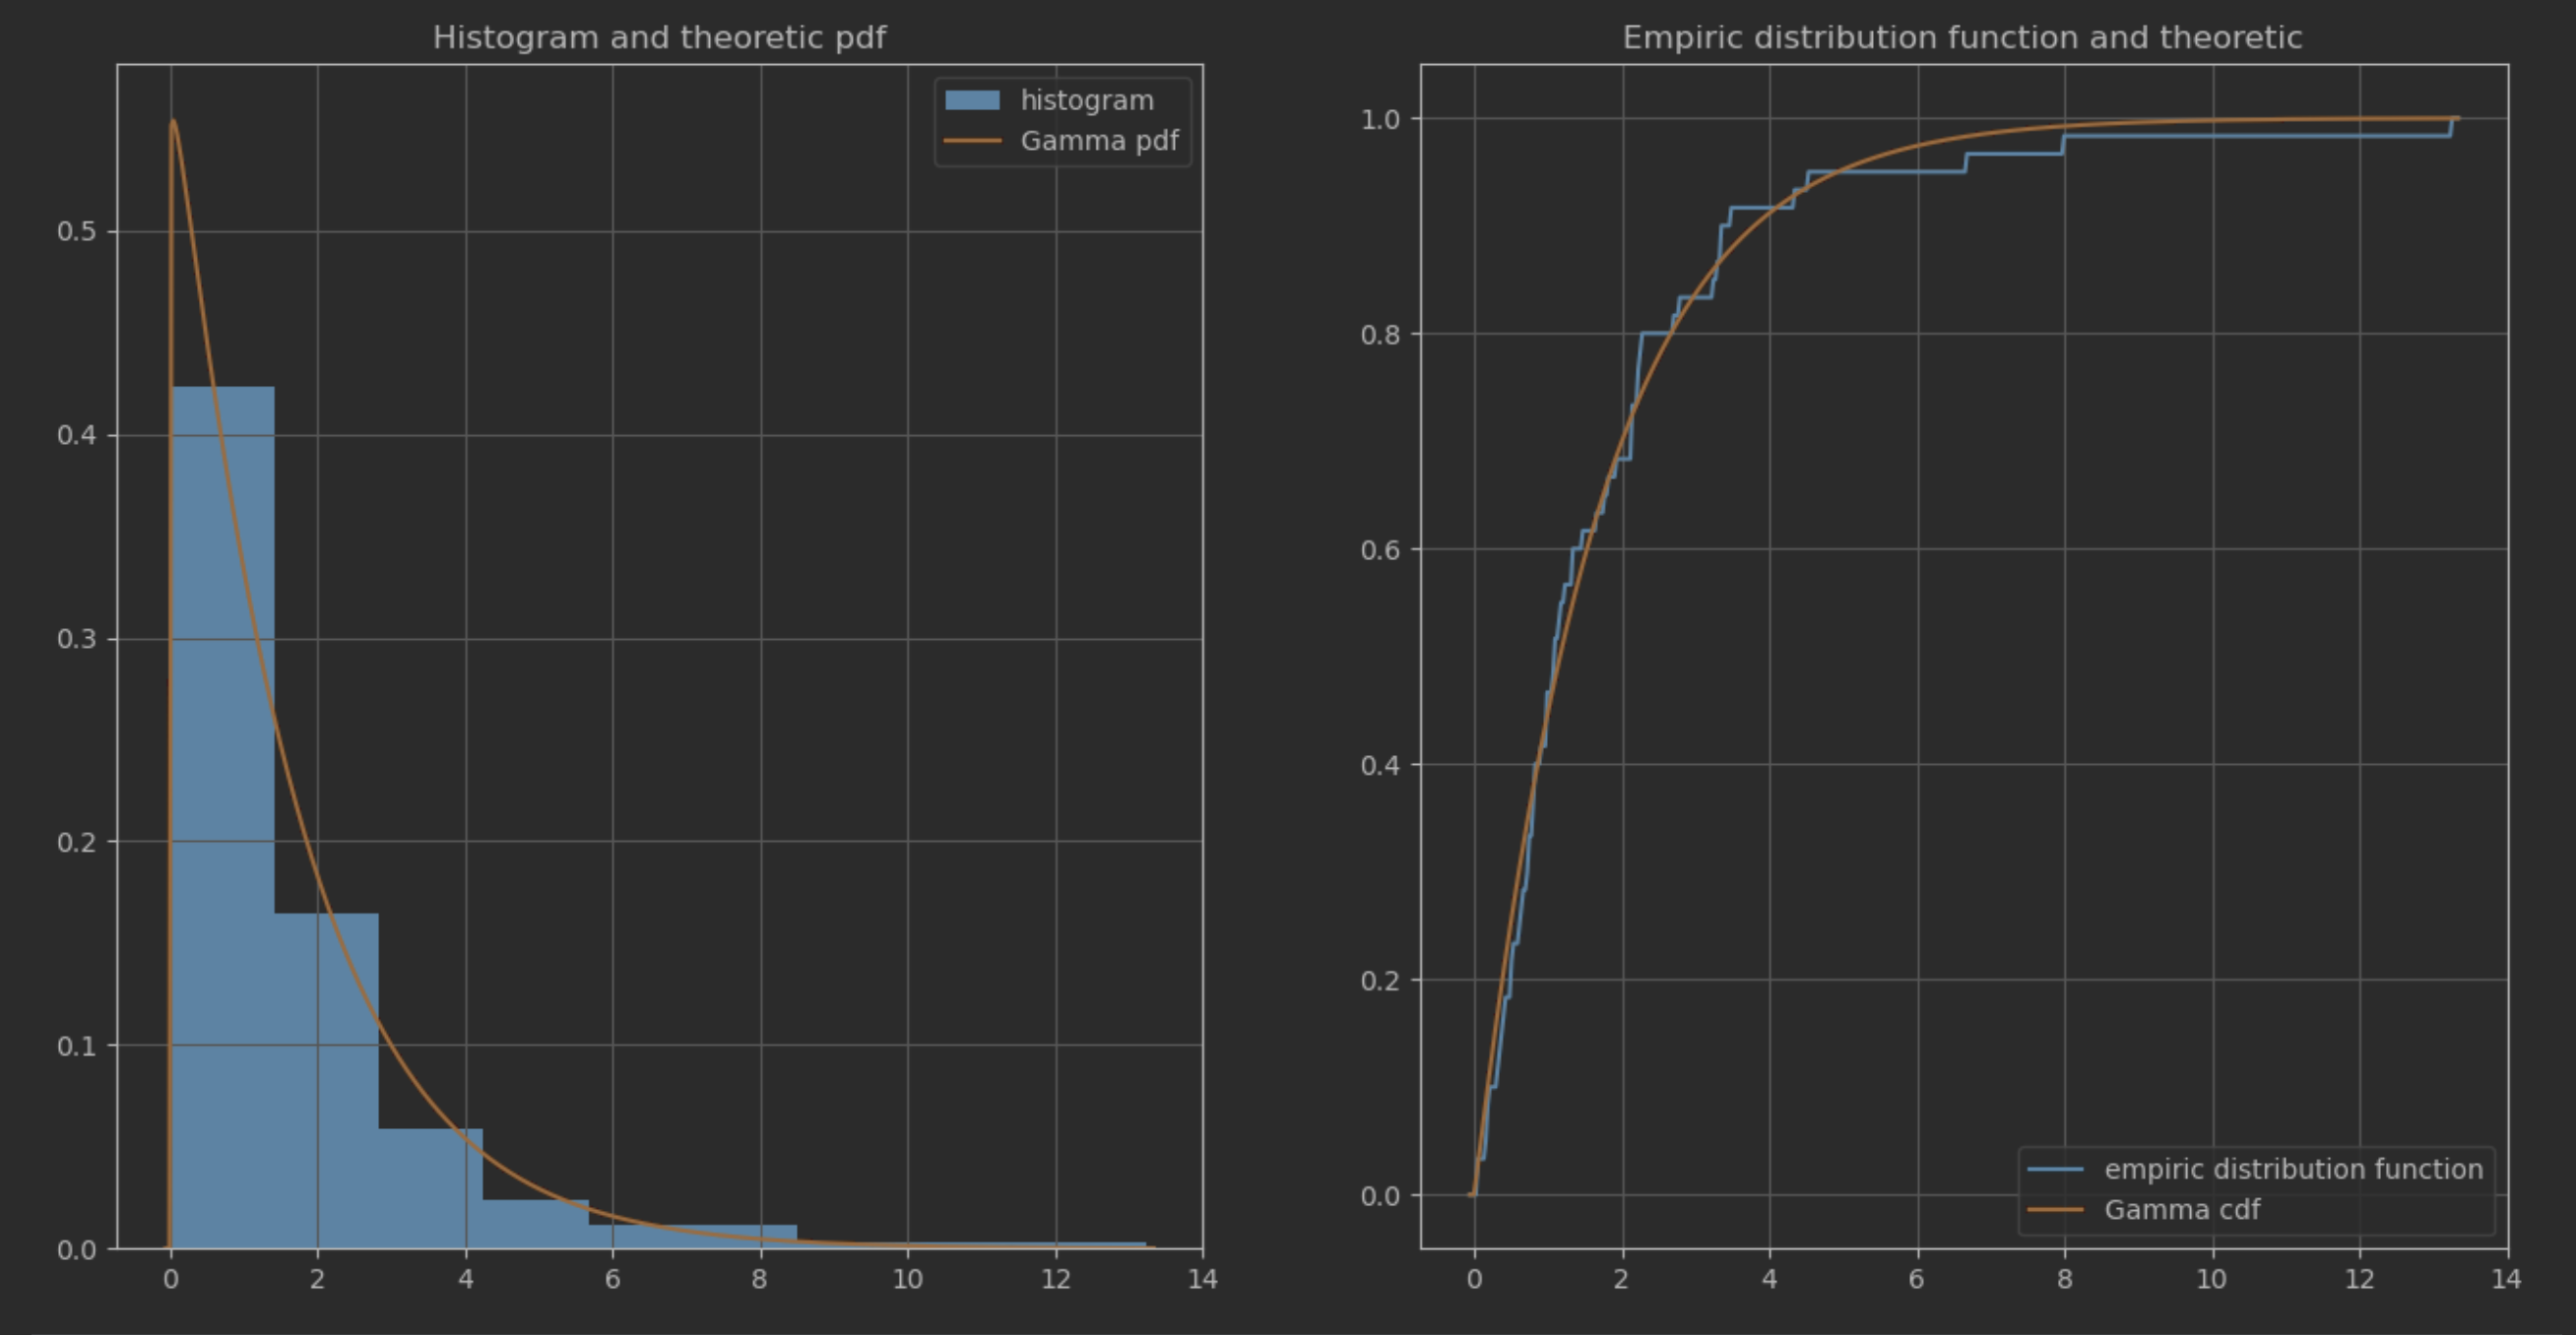 Histogram and theoretic pdf
histogram
Gamma pdf
0.5
0.4
0.3
0.2
0.1
0.0
0 2 4 6 8 10 12 14
Empiric distribution function and theoretic
1.0
0.8
0.6
0.4
0.2
0.0
empiric distribution function
Gamma cdf
0 2 4 6 8 10 12 14